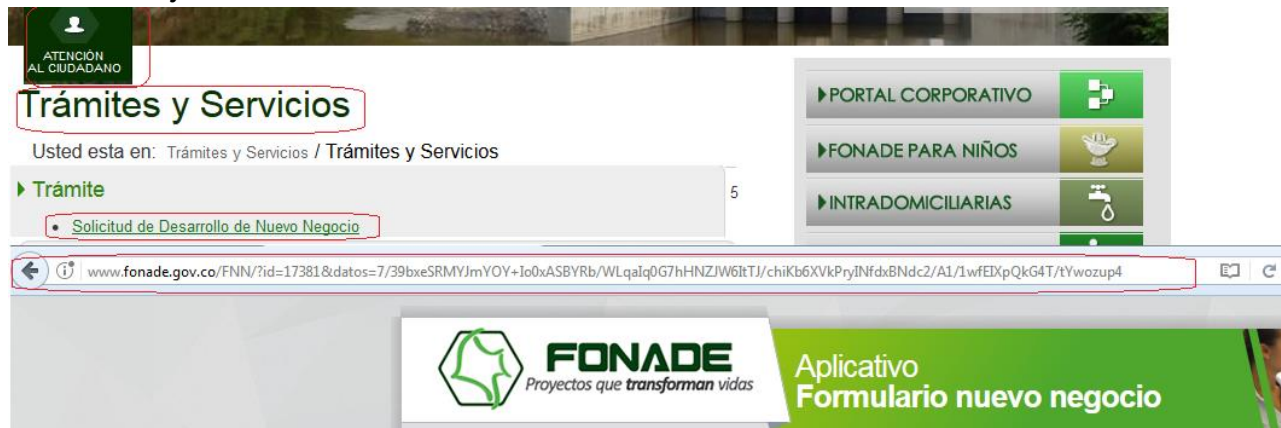 ATENCIÓN
AL CIUDADANO
Trámites y Servicios
Usted esta en: Trámites y Servicios / Trámites y Servicios
Trámite
5
• Solicitud de Desarrollo de Nuevo Negocio
PORTAL CORPORATIVO
FONADE PARA NIÑOS
INTRADOMICILIARIAS
www.fonade.gov.co/FNN/?id=17381&datos=7/39bxeSRMYJmYOY+Io0xASBYRb/WLqaIq0G7hHNZJW6ItTJ/chiKb6XVkPryINfdxBNdc2/A1/1wfEIXpQkG4T/tYwozup4
FONADE
Proyectos que transforman vidas
Aplicativo
Formulario nuevo negocio